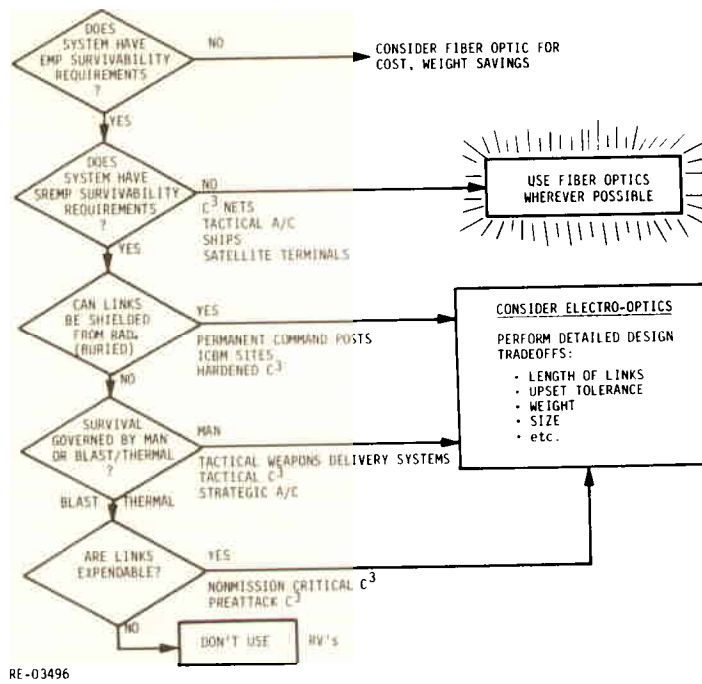 DOES
SYSTEM HAVE
EMP SURVIVABILITY
REQUIREMENTS
?
NO
CONSIDER FIBER OPTIC FOR
COST, WEIGHT SAVINGS
YES
DOES
SYSTEM HAVE
SREMP SURVIVABILITY
REQUIREMENTS
?
NO
C³ NETS
TACTICAL A/C
SHIPS
SATELLITE TERMINALS
USE FIBER OPTICS
WHEREVER POSSIBLE
YES
CAN LINKS
BE SHIELDED
FROM RAD.
(BURIED)
YES
PERMANENT COMMAND POSTS
ICBM SITES
HARDENED C³
CONSIDER ELECTRO-OPTICS
PERFORM DETAILED DESIGN
TRADEOFFS:
· LENGTH OF LINKS
· UPSET TOLERANCE
· WEIGHT
· SIZE
· etc.
NO
SURVIVAL
GOVERNED BY MAN
OR BLAST/THERMAL
?
MAN
TACTICAL WEAPONS DELIVERY SYSTEMS
TACTICAL C³
STRATEGIC A/C
BLAST THERMAL
ARE LINKS
EXPENDABLE?
YES
NONMISSION CRITICAL C³
PREATTACK C³
NO
DON'T USE
RV's
RE-03496